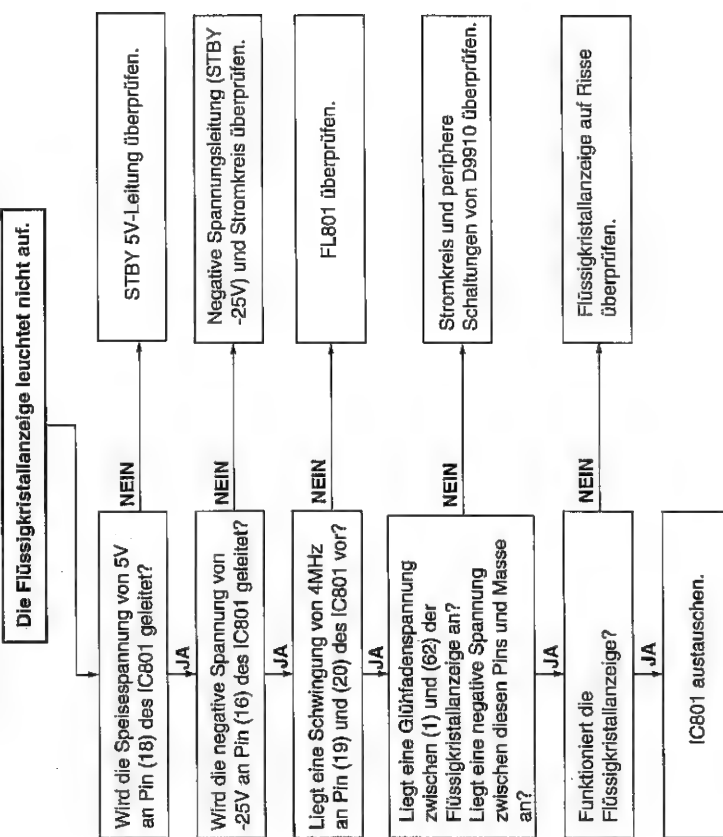 Die Flüssigkristallanzeige leuchtet nicht auf.
Wird die Speisespannung von 5V
an Pin (18) des IC801 geleitet?
NEIN
STBY 5V-Leitung überprüfen.
JA
Wird die negative Spannung von
-25V an Pin (16) des IC801 geleitet?
NEIN
Negative Spannungsleitung (STBY
-25V) und Stromkreis überprüfen.
JA
Liegt eine Schwingung von 4MHz
an Pin (19) und (20) des IC801 vor?
NEIN
FL801 überprüfen.
JA
Liegt eine Glühfadenspannung
zwischen (1) und (62) der
Flüssigkristallanzeige an?
Liegt eine negative Spannung
zwischen diesen Pins und Masse
an?
NEIN
Stromkreis und periphere
Schaltungen von D9910 überprüfen.
JA
Funktioniert die
Flüssigkristallanzeige?
NEIN
Flüssigkristallanzeige auf Risse
überprüfen.
JA
IC801 austauschen.